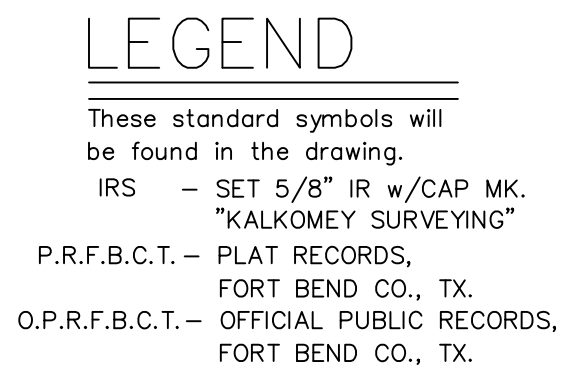 LEGEND
These standard symbols will
be found in the drawing.
IRS – SET 5/8" IR w/CAP MK.
"KALKOMEY SURVEYING"
P.R.F.B.C.T. – PLAT RECORDS,
FORT BEND CO., TX.
O.P.R.F.B.C.T. – OFFICIAL PUBLIC RECORDS,
FORT BEND CO., TX.